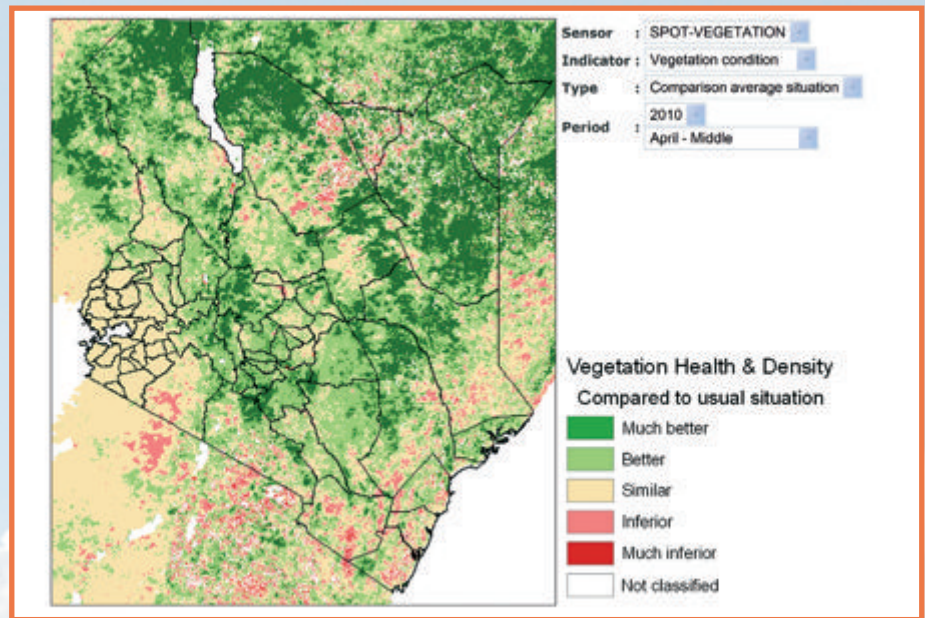 Sensor : SPOT-VEGETATION
Indicator : Vegetation condition
Type : Comparison average situation
Period : 2010
April - Middle
Vegetation Health & Density
Compared to usual situation
Much better
Better
Similar
Inferior
Much inferior
Not classified